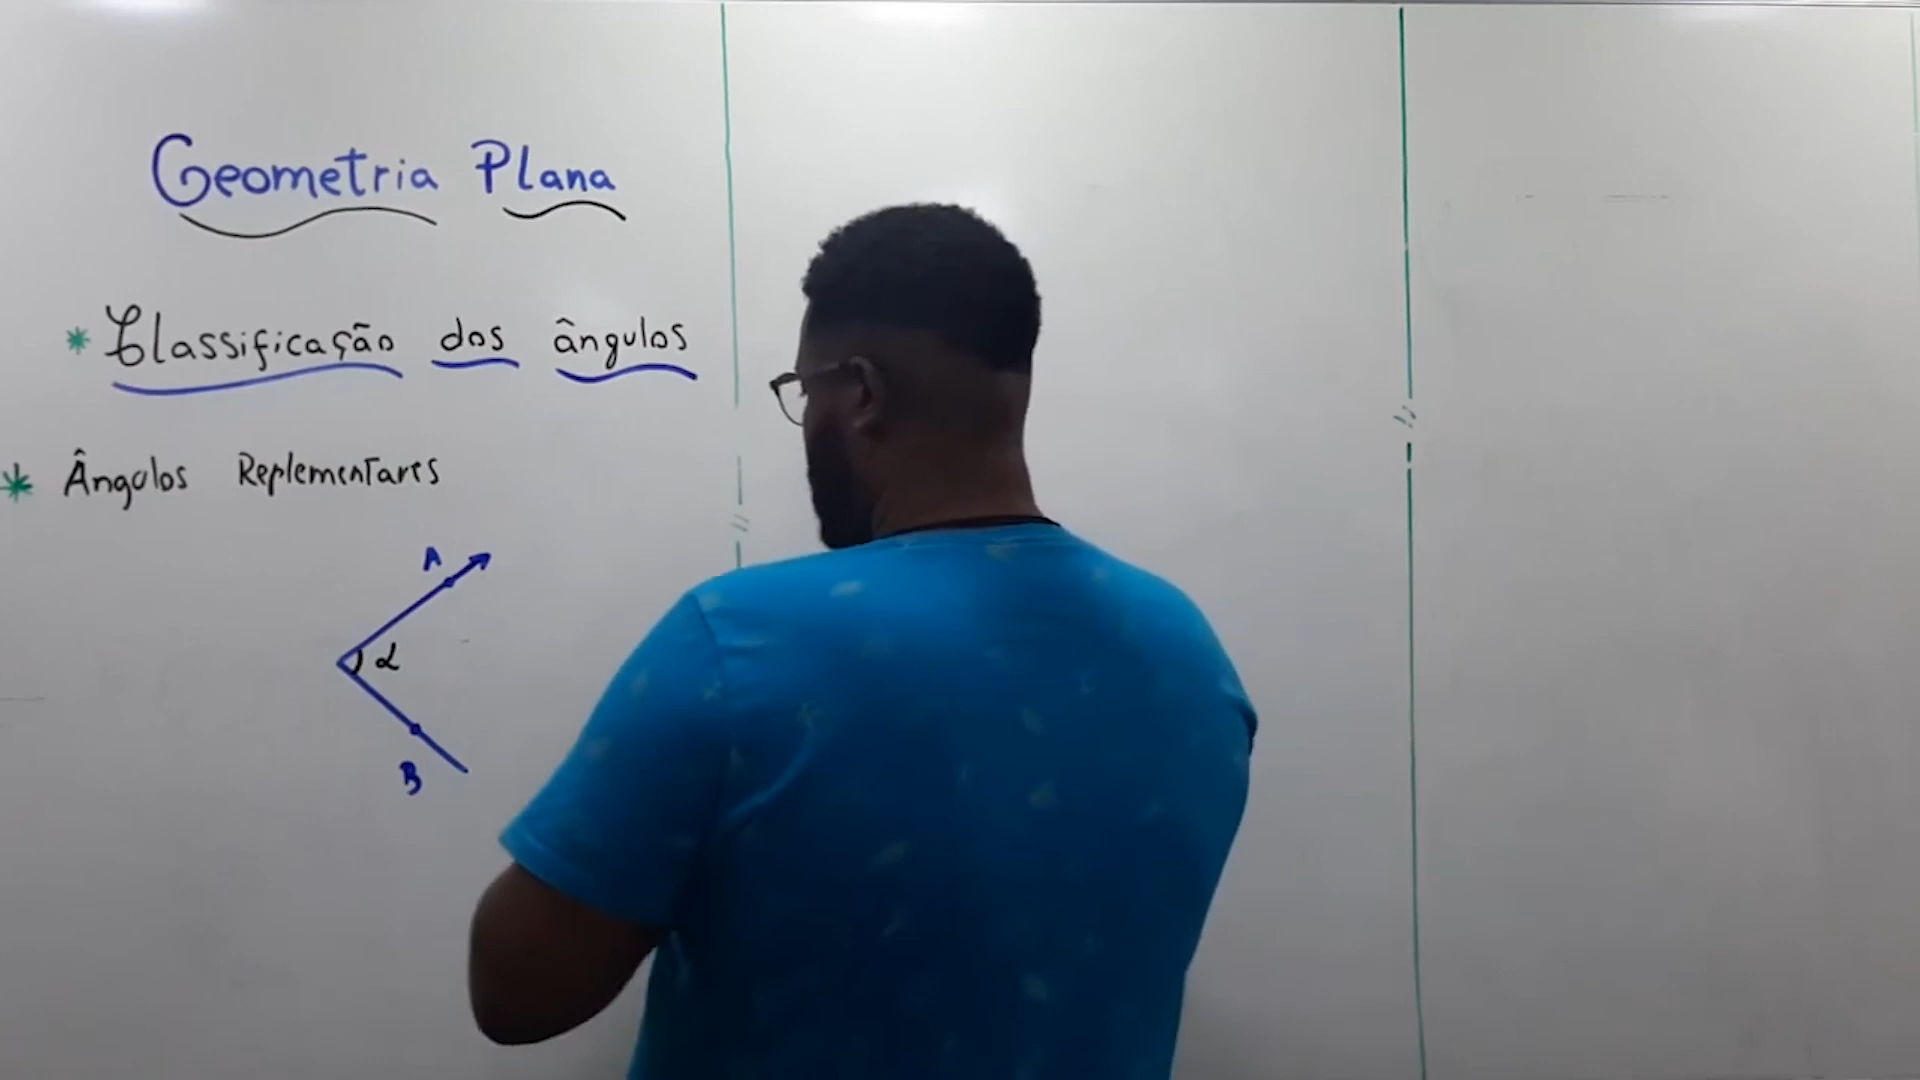 Geometria Plana
* Classificação dos ângulos
* Ângulos Replementares
A
α
B